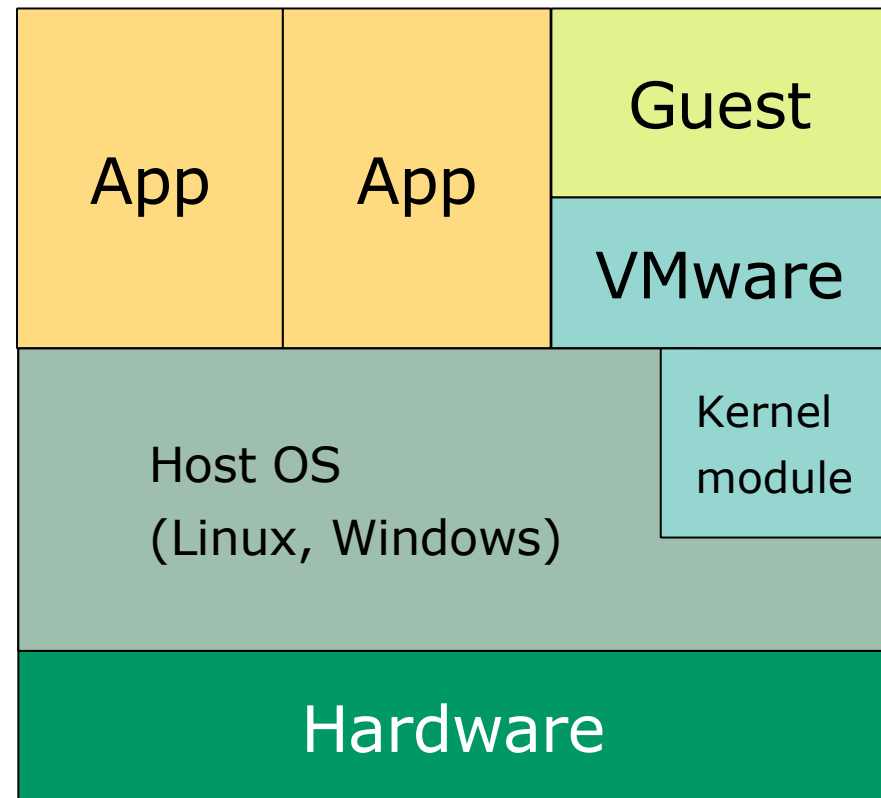 App
App
Guest
VMware
Host OS
(Linux, Windows)
Kernel
module
Hardware